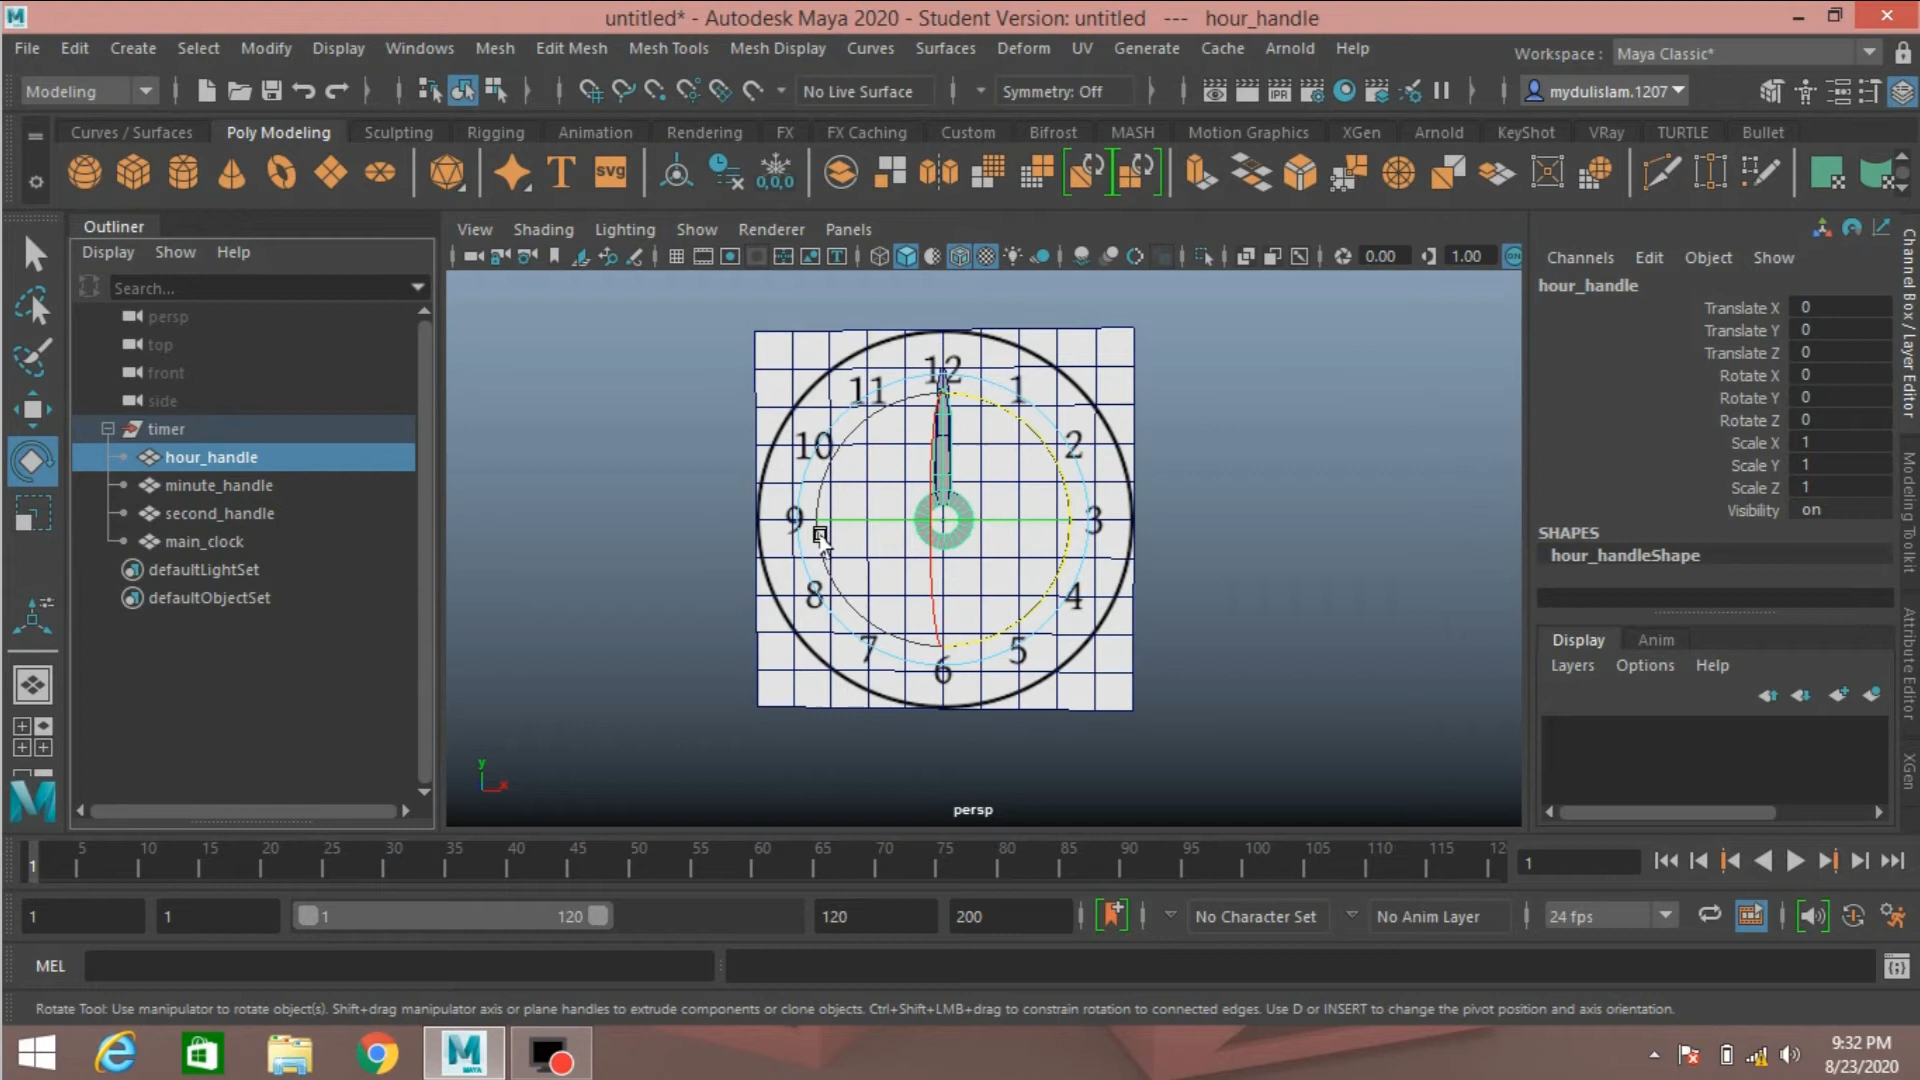 untitled* - Autodesk Maya 2020 - Student Version: untitled   ---   hour_handle
File Edit Create Select Modify Display Windows Mesh Edit Mesh Mesh Tools Mesh Display Curves Surfaces Deform UV Generate Cache Arnold Help
Workspace : Maya Classic*
Modeling
No Live Surface
Symmetry: Off
IPR
mydulislam.1207
Curves / Surfaces Poly Modeling Sculpting Rigging Animation Rendering FX FX Caching Custom Bifrost MASH Motion Graphics XGen Arnold KeyShot VRay TURTLE Bullet
T
SVG
0,0,0
Outliner
Display Show Help
Search...
persp
top
front
side
timer
hour_handle
minute_handle
second_handle
main_clock
defaultLightSet
defaultObjectSet
View Shading Lighting Show Renderer Panels
0.00
1.00
ON
12
11
1
10
2
9
3
8
4
7
5
6
y
x
persp
Channels Edit Object Show
hour_handle
Translate X 0
Translate Y 0
Translate Z 0
Rotate X 0
Rotate Y 0
Rotate Z 0
Scale X 1
Scale Y 1
Scale Z 1
Visibility on
SHAPES
hour_handleShape
Display Anim
Layers Options Help
Channel Box / Layer Editor
Modeling Toolkit
Attribute Editor
XGen
M
MAYA
1
5 10 15 20 25 30 35 40 45 50 55 60 65 70 75 80 85 90 95 100 105 110 115 12
1
1
1
1
120
120
200
No Character Set
No Anim Layer
24 fps
MEL
Rotate Tool: Use manipulator to rotate object(s). Shift+drag manipulator axis or plane handles to extrude components or clone objects. Ctrl+Shift+LMB+drag to constrain rotation to connected edges. Use D or INSERT to change the pivot position and axis orientation.
9:32 PM
8/23/2020